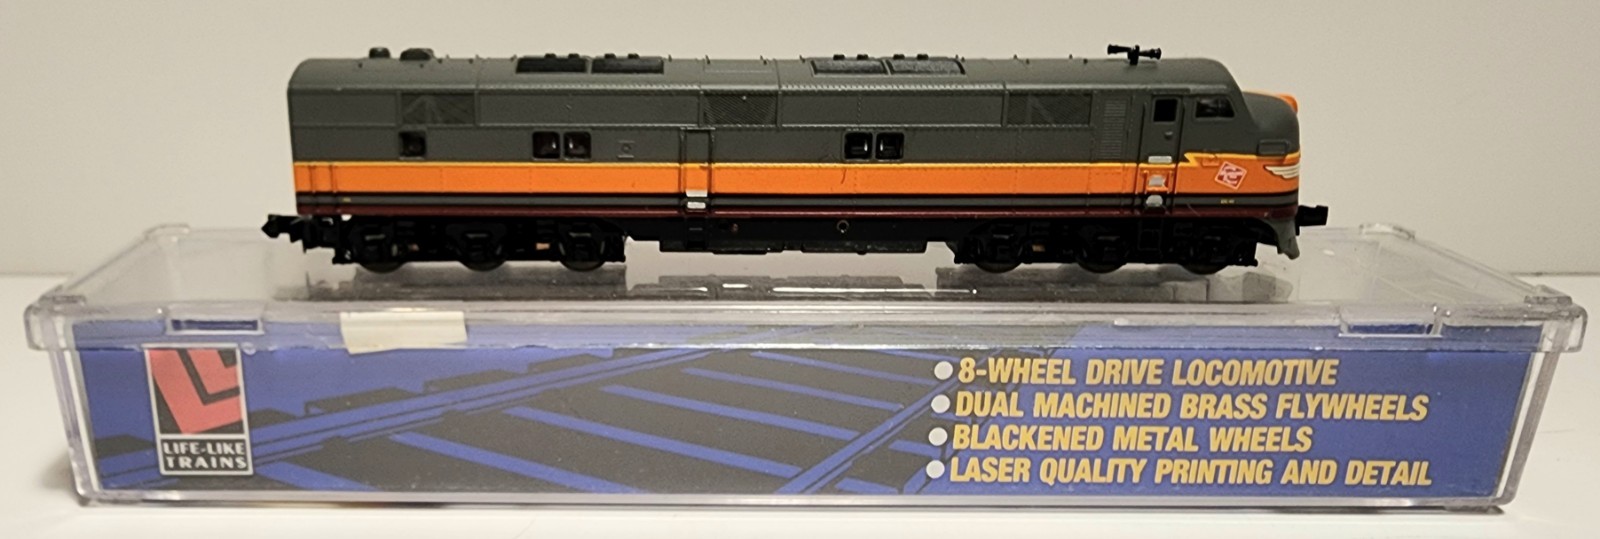 LIFE-LIKE
TRAINS
8-WHEEL DRIVE LOCOMOTIVE
DUAL MACHINED BRASS FLYWHEELS
BLACKENED METAL WHEELS
LASER QUALITY PRINTING AND DETAIL